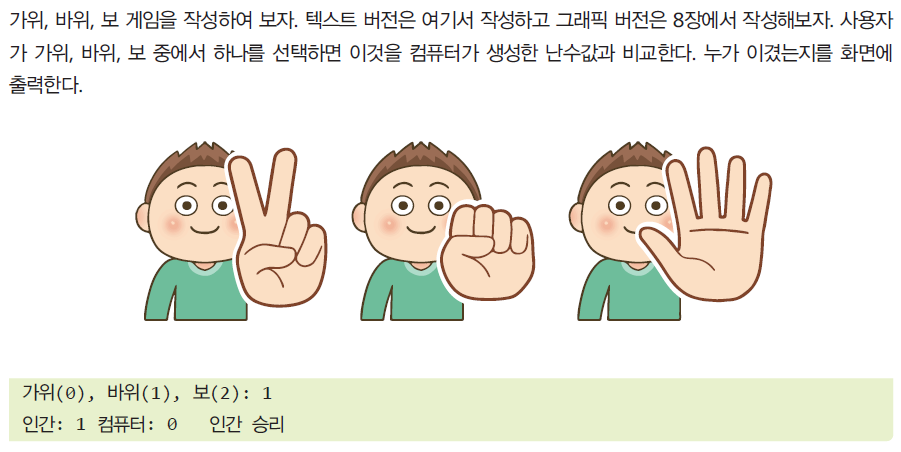 가위, 바위, 보 게임을 작성하여 보자. 텍스트 버전은 여기서 작성하고 그래픽 버전은 8장에서 작성해보자. 사용자
가 가위, 바위, 보 중에서 하나를 선택하면 이것을 컴퓨터가 생성한 난수값과 비교한다. 누가 이겼는지를 화면에
출력한다.
가위(0), 바위(1), 보(2): 1
인간: 1 컴퓨터: 0 인간 승리